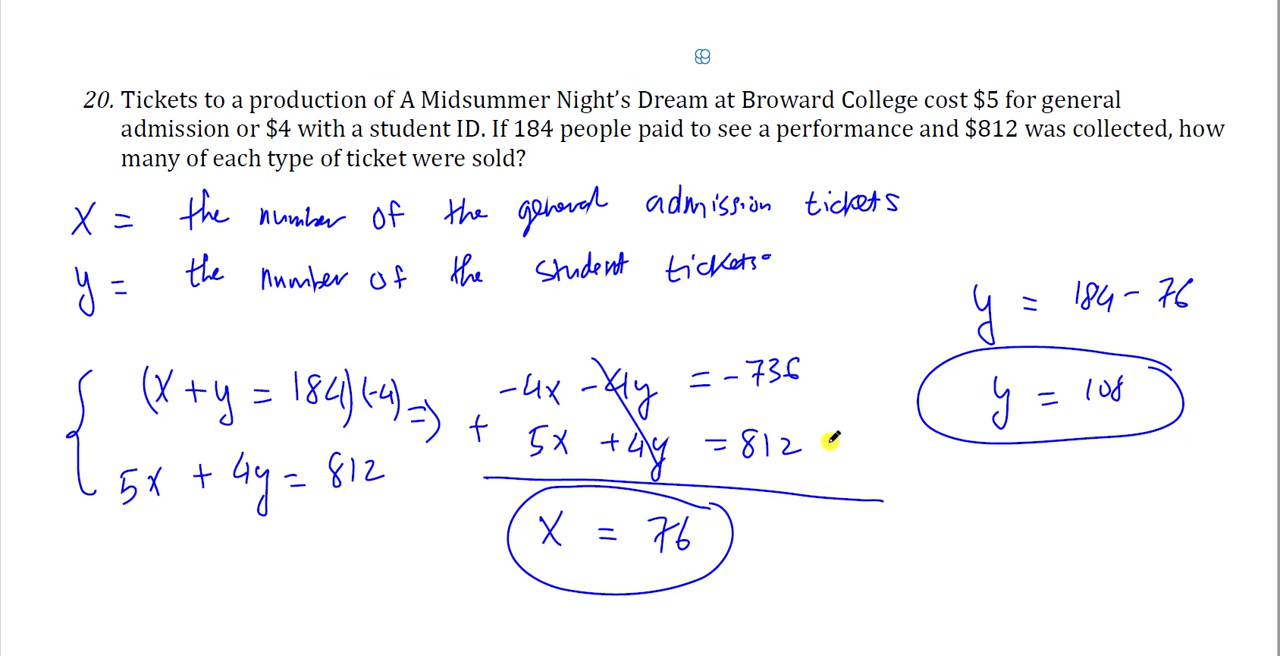 20. Tickets to a production of A Midsummer Night's Dream at Broward College cost $5 for general
admission or $4 with a student ID. If 184 people paid to see a performance and $812 was collected, how
many of each type of ticket were sold?
X = the number of the general admission tickets
y = the number of the student tickets.
(X + y = 184)(-4) =>
5X + 4y = 812
-4X - 4y = -736
+ 5X + 4y = 812
X = 76
y = 184 - 76
y = 108